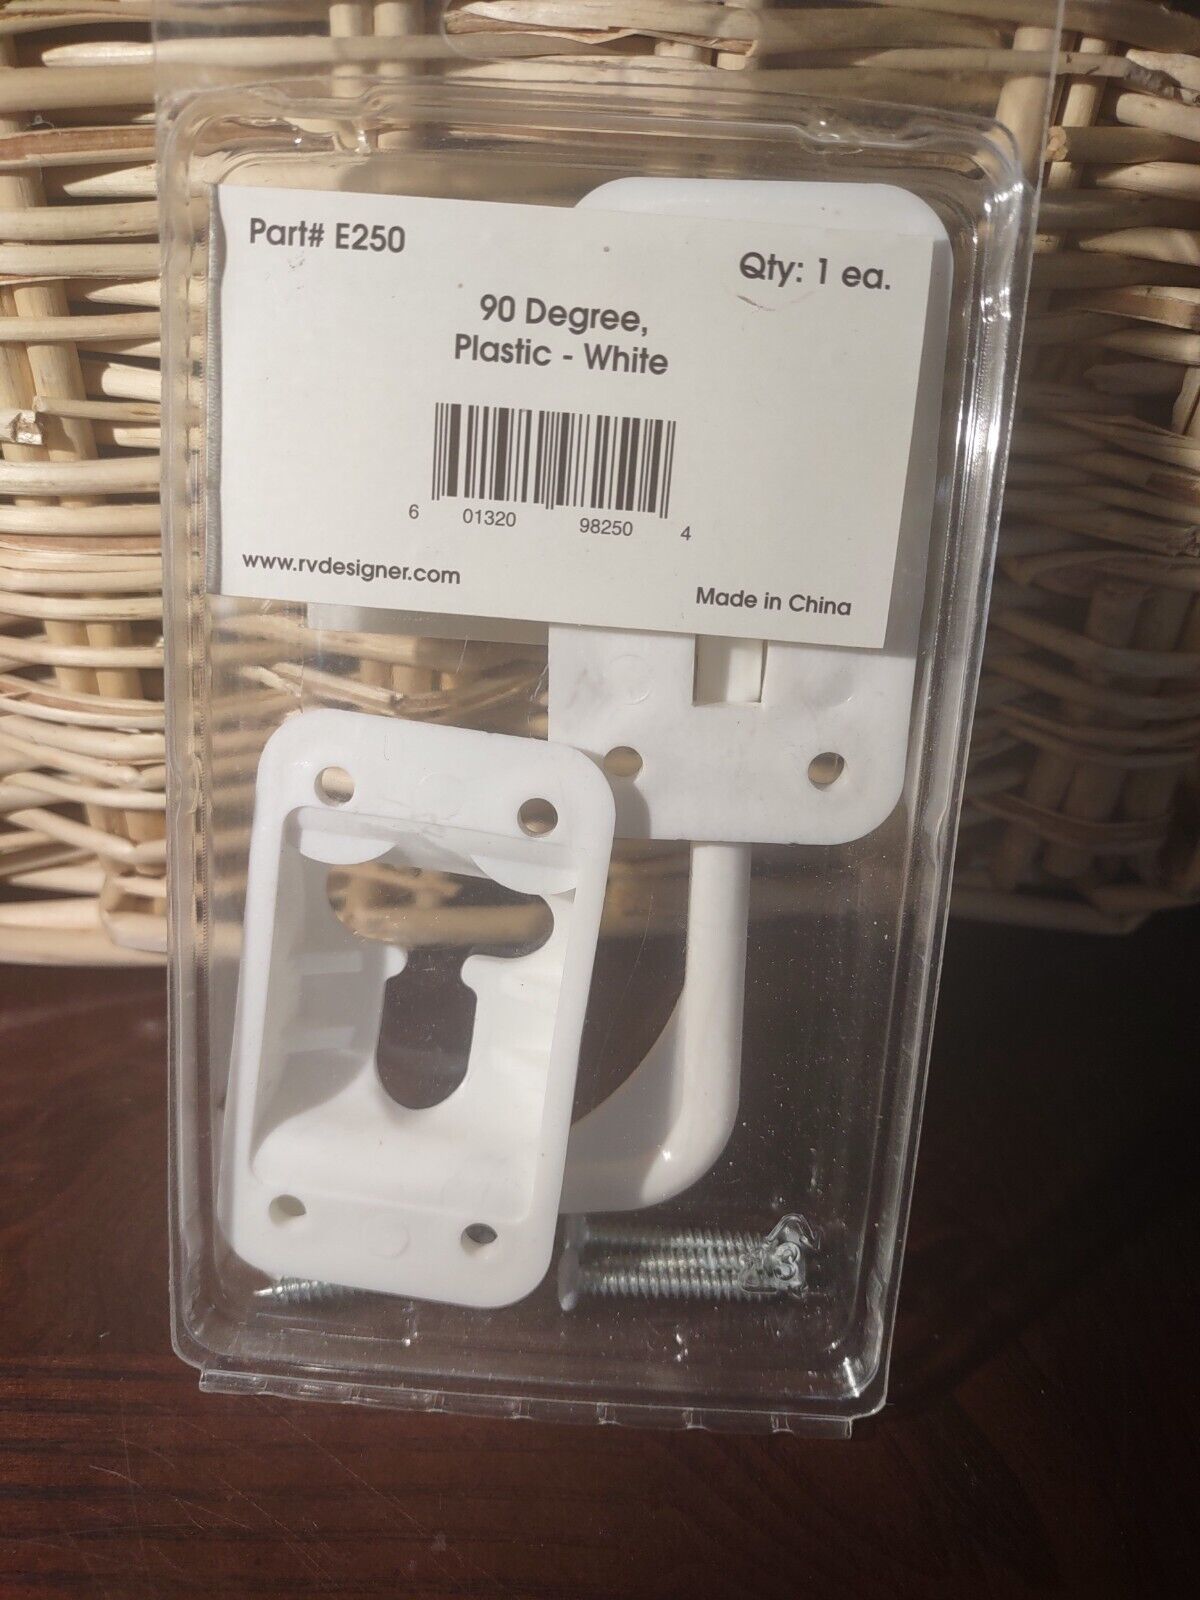 Part# E250
Qty: 1 ea.
90 Degree,
Plastic - White
6 01320 98250 4
www.rvdesigner.com
Made in China